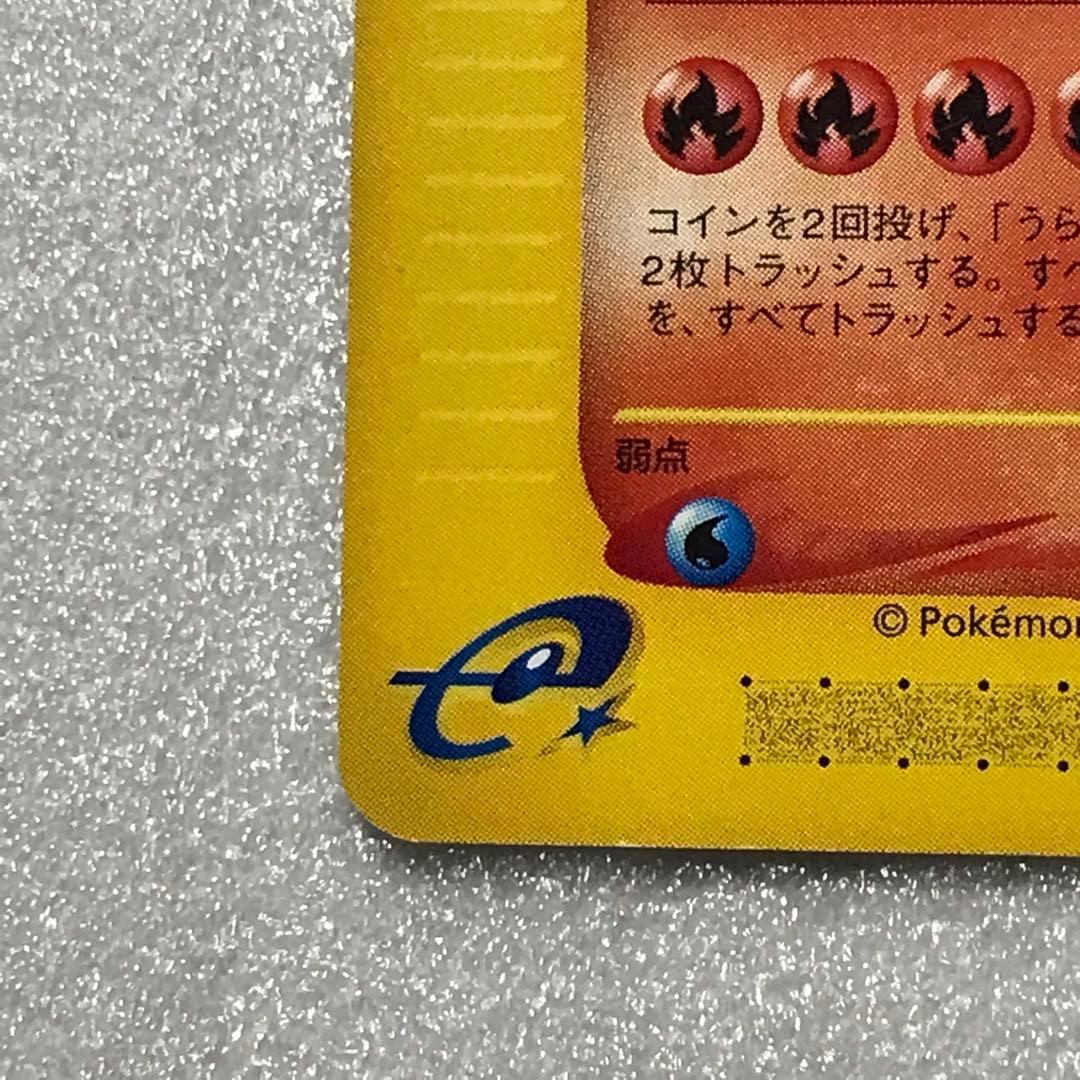 コインを2回投げ、「うら
2枚トラッシュする。すべ
を、すべてトラッシュする
弱点
© Pokémon